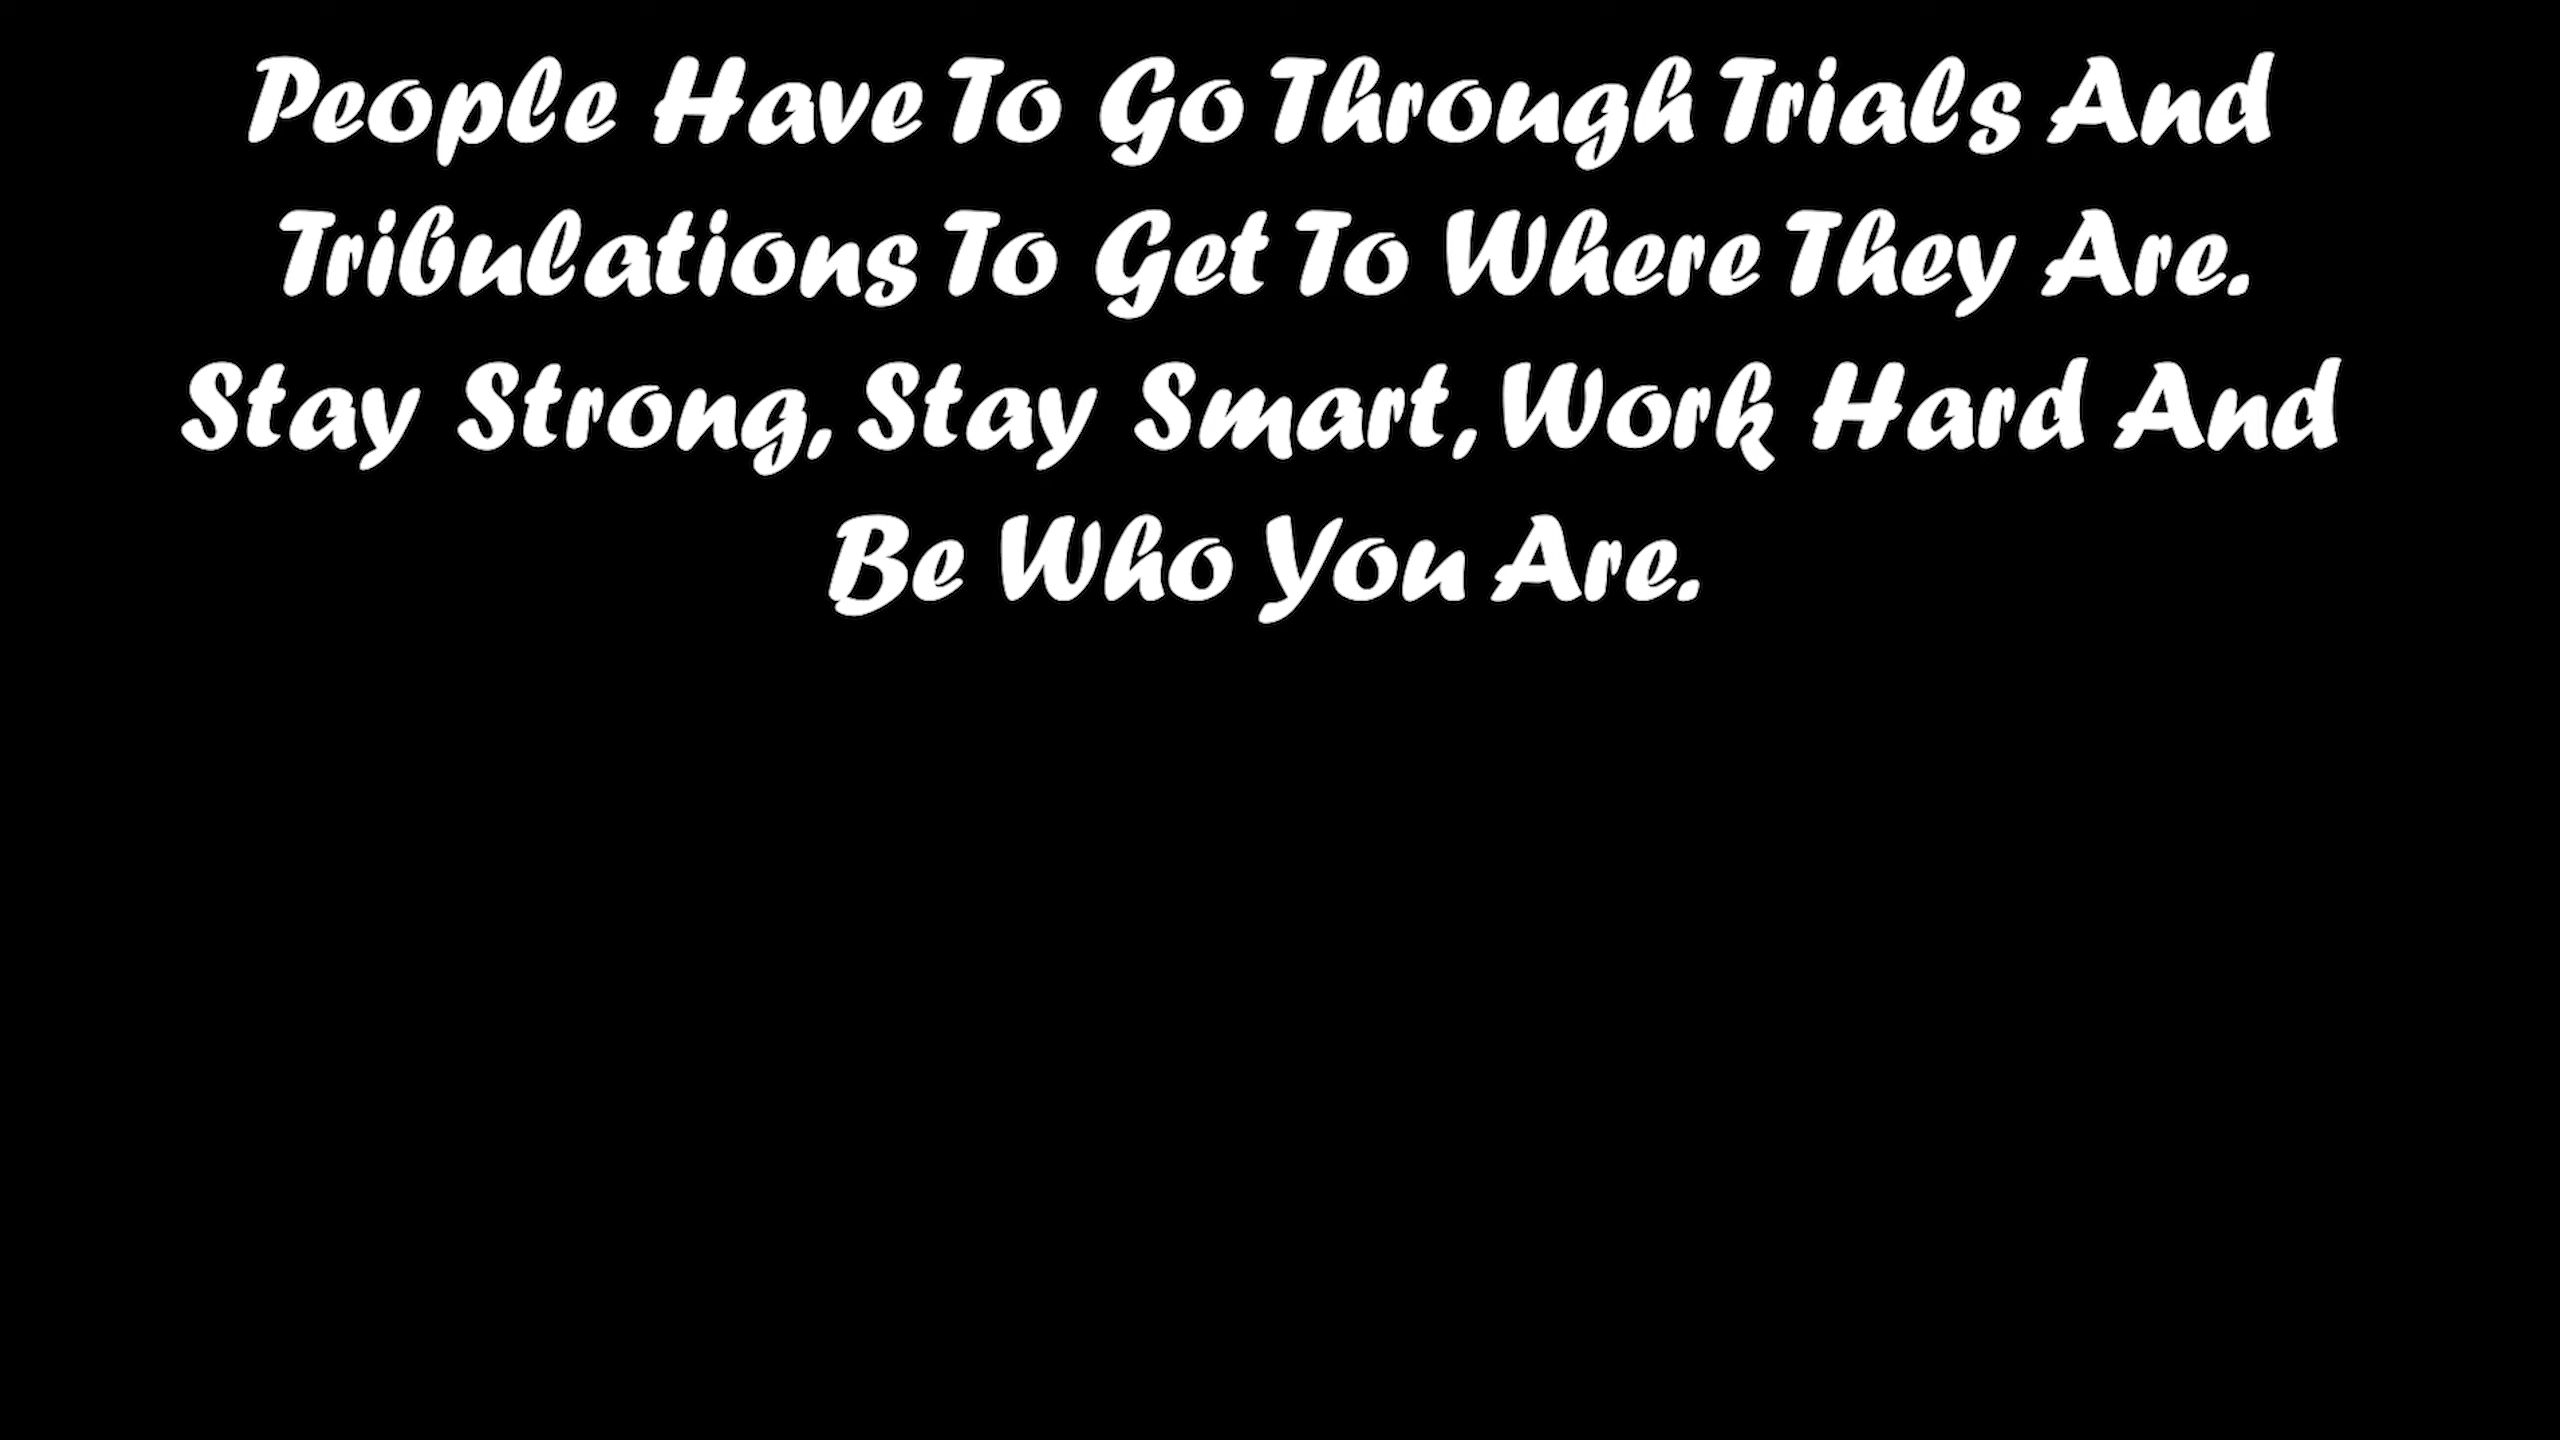 People Have To Go Through Trials And
Tribulations To Get To Where They Are.
Stay Strong, Stay Smart, Work Hard And
Be Who You Are.